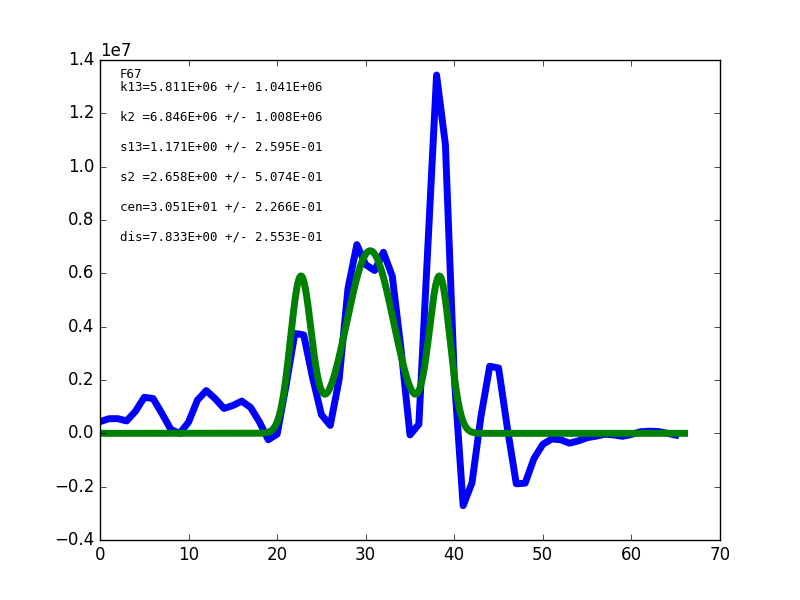 1e7
1.4
1.2
1.0
0.8
0.6
0.4
0.2
0.0
−0.2
−0.4
0 10 20 30 40 50 60 70
F67
k13=5.811E+06 +/- 1.041E+06
k2 =6.846E+06 +/- 1.008E+06
s13=1.171E+00 +/- 2.595E-01
s2 =2.658E+00 +/- 5.074E-01
cen=3.051E+01 +/- 2.266E-01
dis=7.833E+00 +/- 2.553E-01